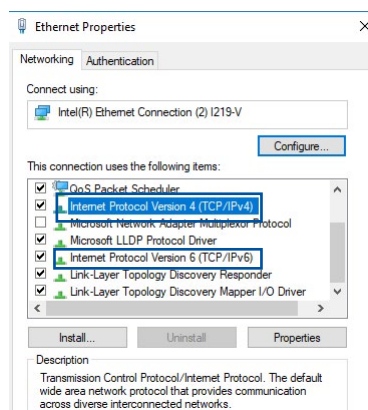 Ethernet Properties
Networking
Authentication
Connect using:
Intel(R) Ethernet Connection (2) I219-V
Configure...
This connection uses the following items:
QoS Packet Scheduler
Internet Protocol Version 4 (TCP/IPv4)
Microsoft Network Adapter Multiplexor Protocol
Microsoft LLDP Protocol Driver
Internet Protocol Version 6 (TCP/IPv6)
Link-Layer Topology Discovery Responder
Link-Layer Topology Discovery Mapper I/O Driver
Install...
Uninstall
Properties
Description
Transmission Control Protocol/Internet Protocol. The default
wide area network protocol that provides communication
across diverse interconnected networks.